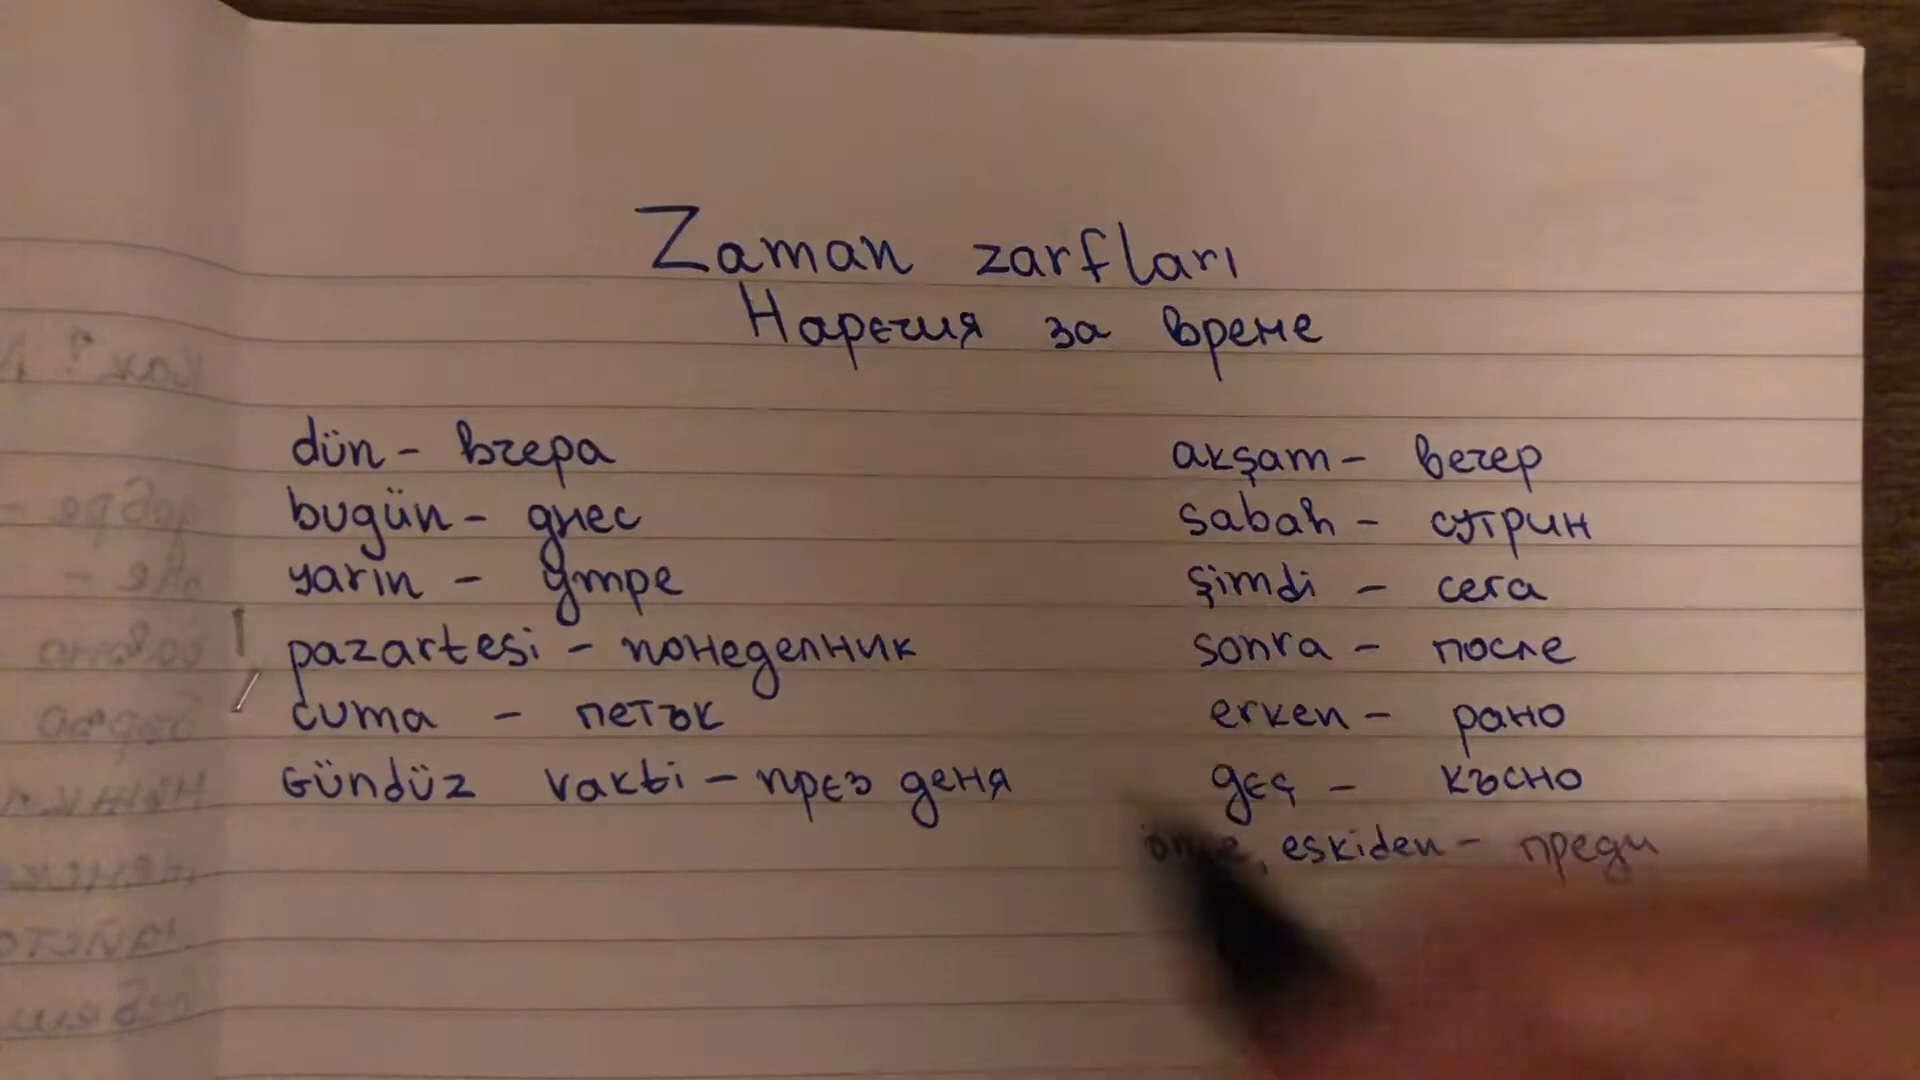 Zaman zarfları
Наречия за време
dün - вчера
bugün - днес
yarın - утре
pazartesi - понеделник
cuma - петък
Gündüz vakti - през деня
akşam - вечер
sabah - сутрин
şimdi - сега
sonra - после
erken - рано
geç - късно
eskiden - преди